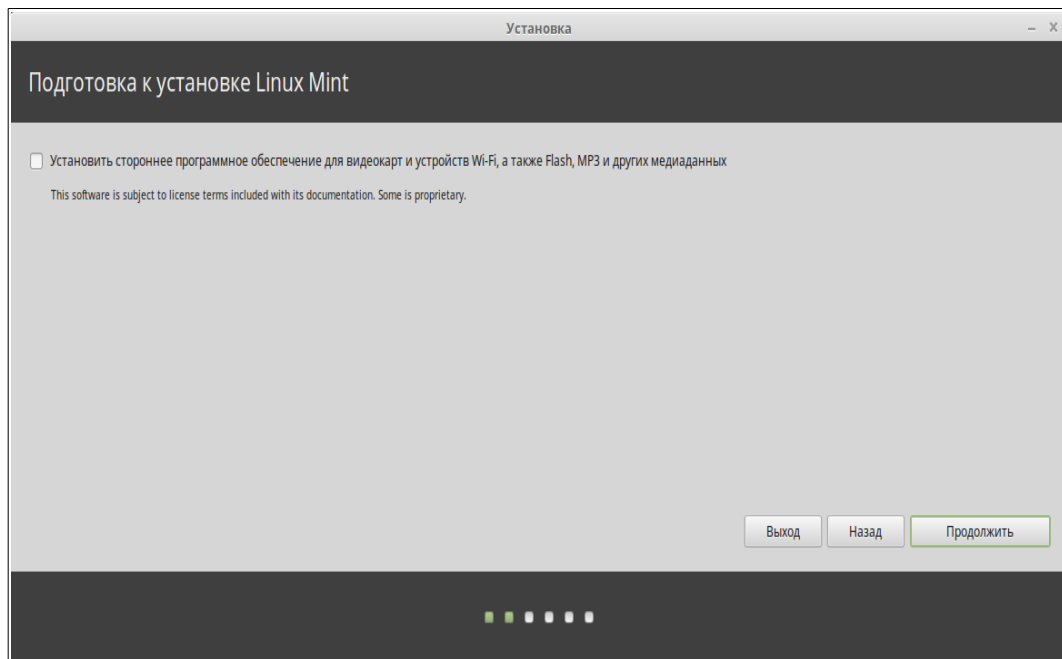 Установка
Подготовка к установке Linux Mint
Установить стороннее программное обеспечение для видеокарт и устройств Wi-Fi, а также Flash, MP3 и других медиаданных
This software is subject to license terms included with its documentation. Some is proprietary.
Выход Назад Продолжить